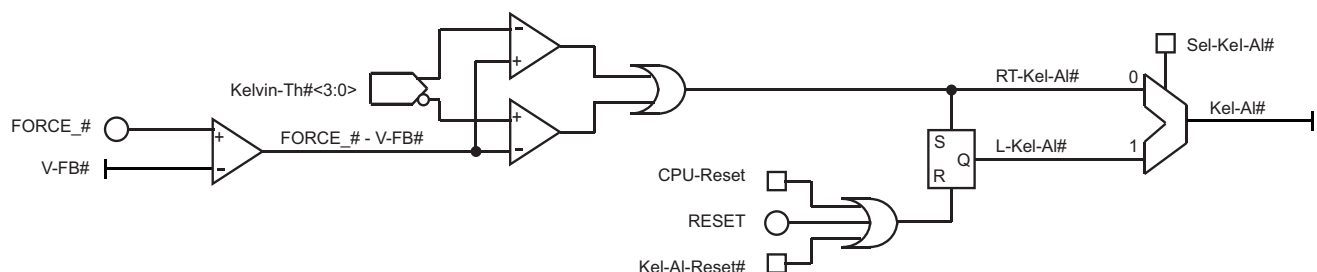 Sel-Kel-Al#
RT-Kel-Al#
0
Kelvin-Th#<3:0>
-
+
Kel-Al#
FORCE_#
+
FORCE_# - V-FB#
+
-
V-FB#
-
S
Q
R
L-Kel-Al#
1
CPU-Reset
RESET
Kel-Al-Reset#